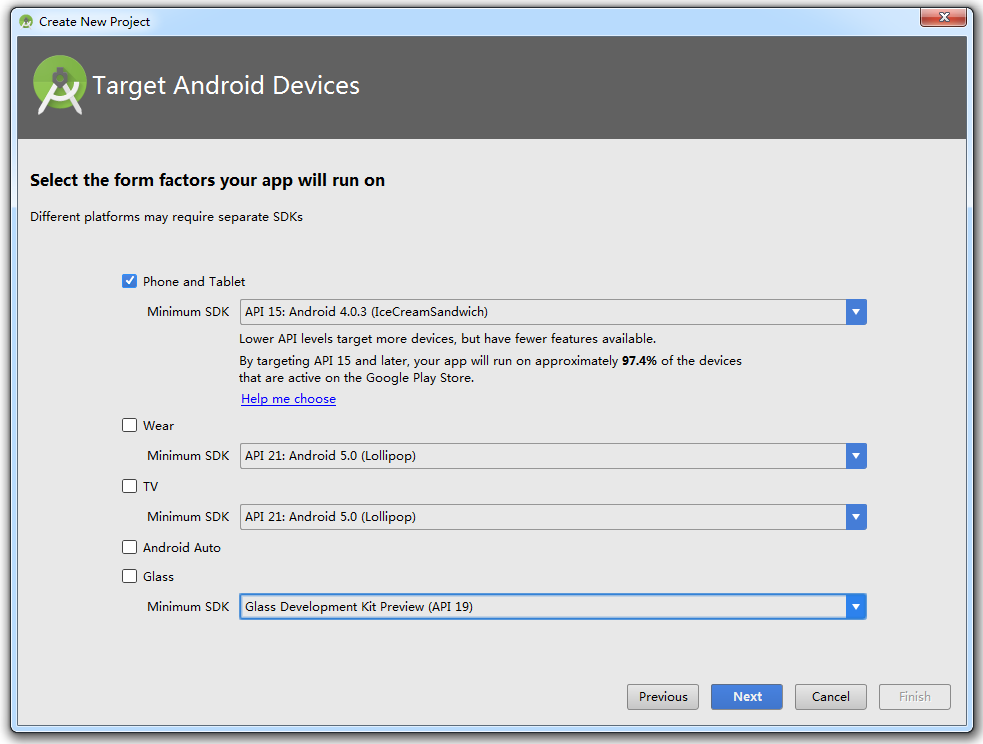 Create New Project
Target Android Devices
Select the form factors your app will run on
Different platforms may require separate SDKs
Phone and Tablet
Minimum SDK API 15: Android 4.0.3 (IceCreamSandwich)
Lower API levels target more devices, but have fewer features available.
By targeting API 15 and later, your app will run on approximately 97.4% of the devices
that are active on the Google Play Store.
Help me choose
Wear
Minimum SDK API 21: Android 5.0 (Lollipop)
TV
Minimum SDK API 21: Android 5.0 (Lollipop)
Android Auto
Glass
Minimum SDK Glass Development Kit Preview (API 19)
Previous Next Cancel Finish